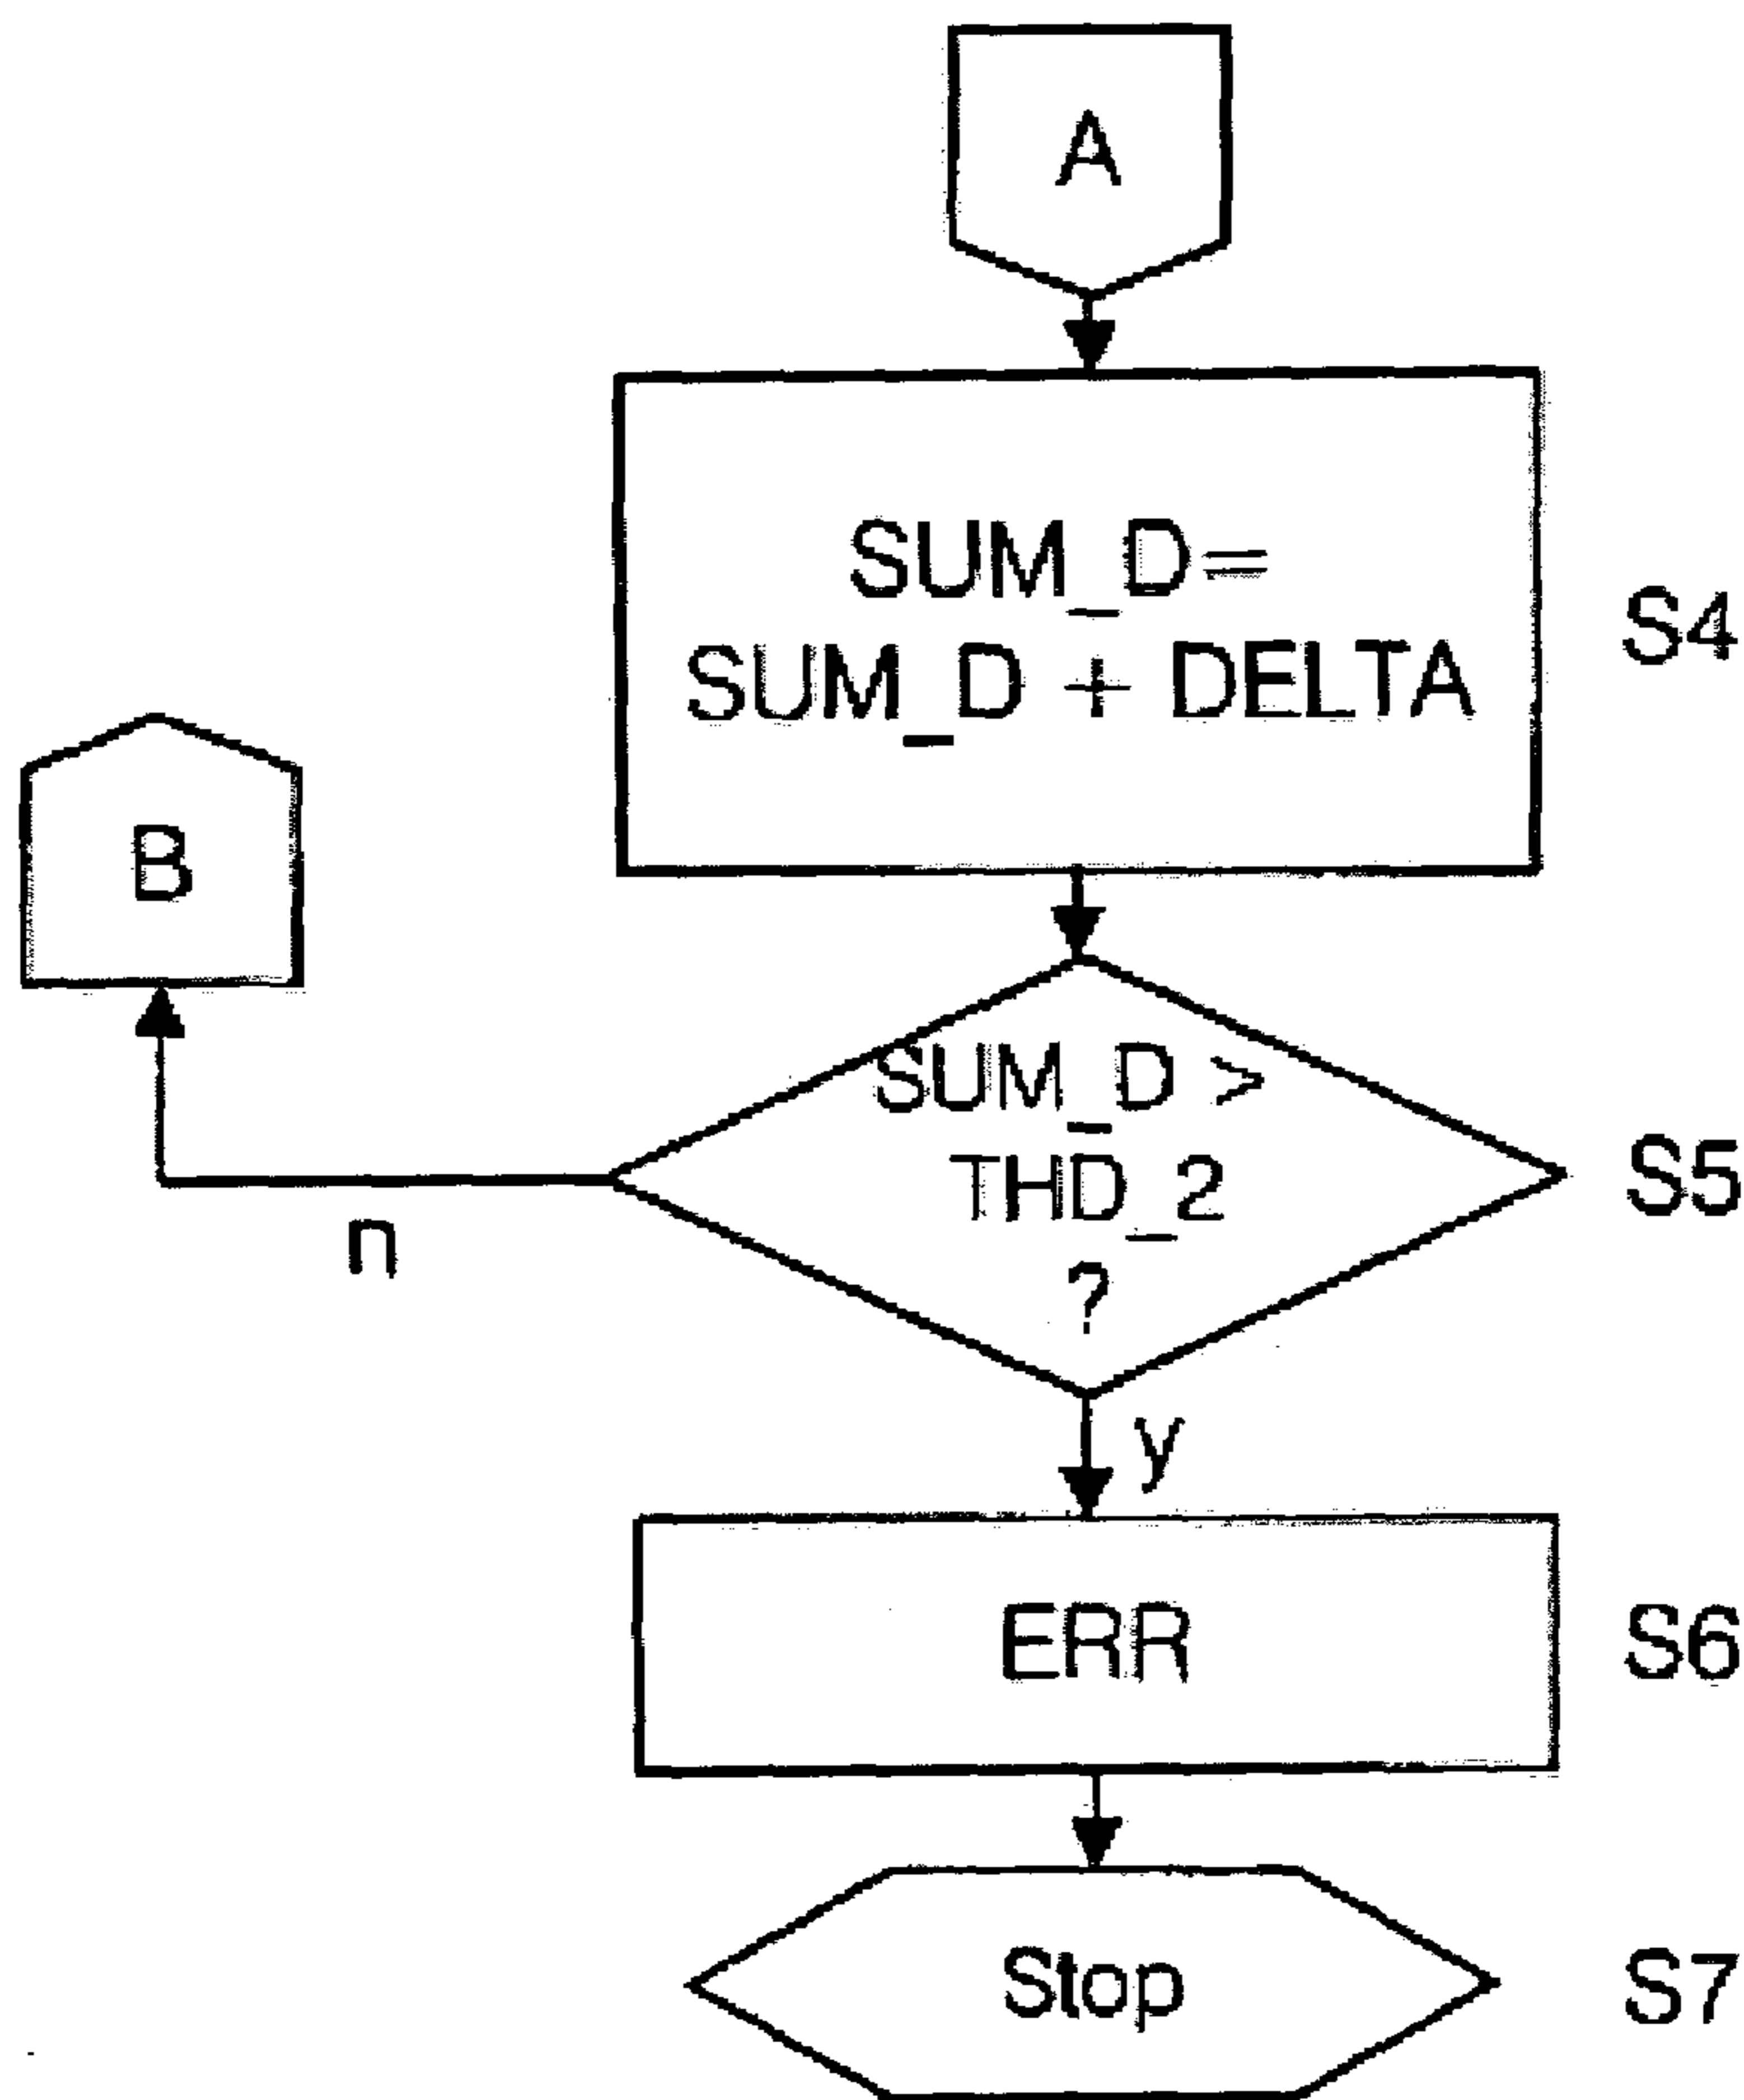 A
SUM_D=
SUM_D + DELTA
S4
B
SUM_D >
THD_2
?
S5
n
y
ERR
S6
Stop
S7